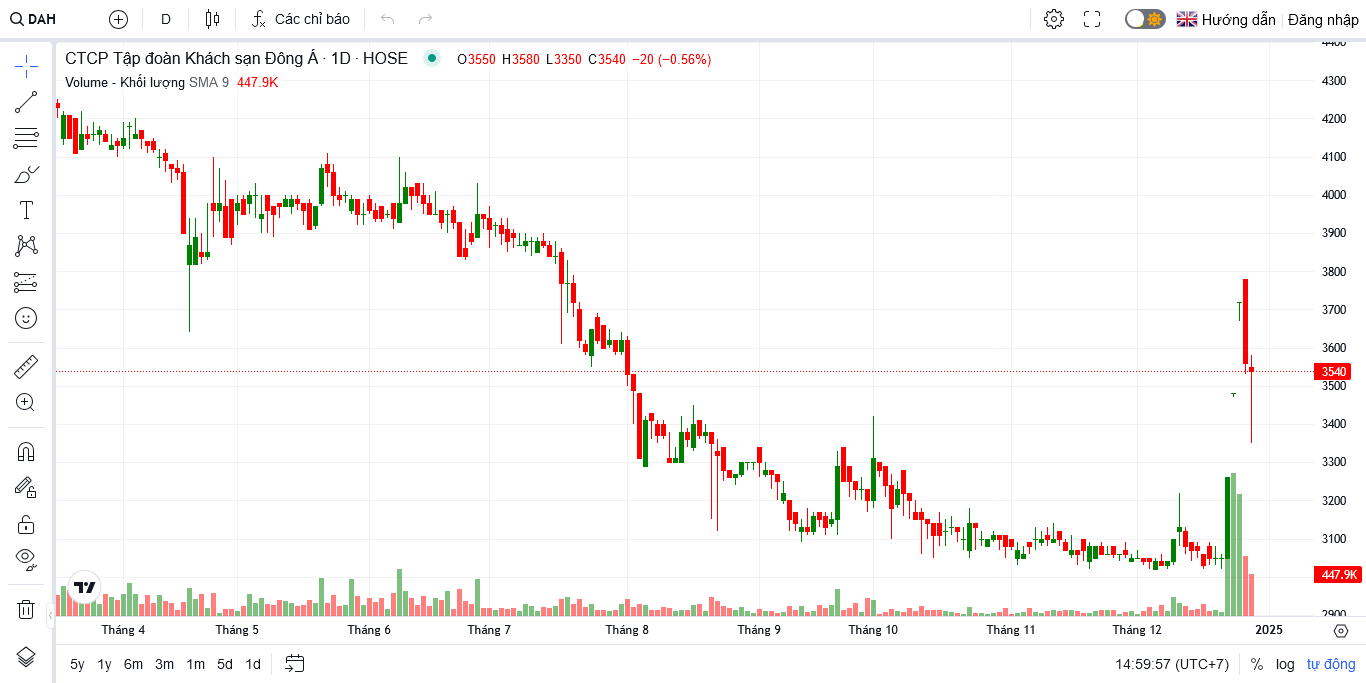 DAH D Các chỉ báo Hướng dẫn Đăng nhập
CTCP Tập đoàn Khách sạn Đông Á · 1D · HOSE O3550 H3580 L3350 C3540 −20 (−0.56%)
Volume - Khối lượng SMA 9 447.9K
4400
4300
4200
4100
4000
3900
3800
3700
3600
3540
3500
3400
3300
3200
3100
447.9K
2900
Tháng 4 Tháng 5 Tháng 6 Tháng 7 Tháng 8 Tháng 9 Tháng 10 Tháng 11 Tháng 12 2025
5y 1y 6m 3m 1m 5d 1d 14:59:57 (UTC+7) % log tự động